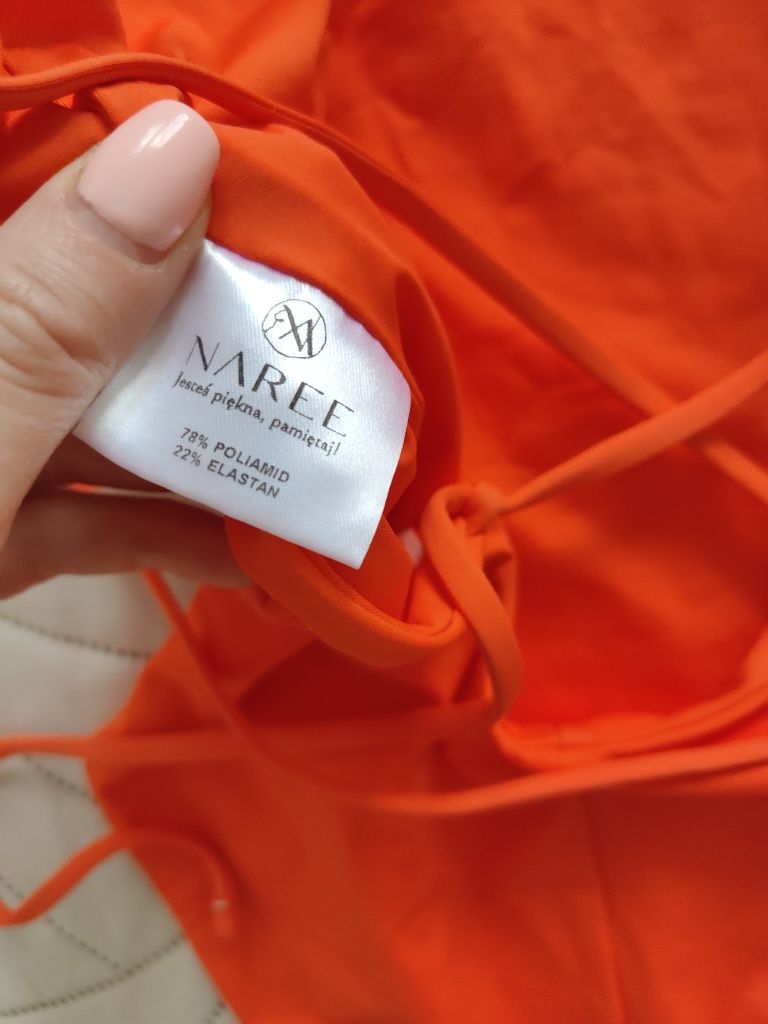 NAREE
Jesteś piękna, pamiętaj!
78% POLIAMID
22% ELASTAN